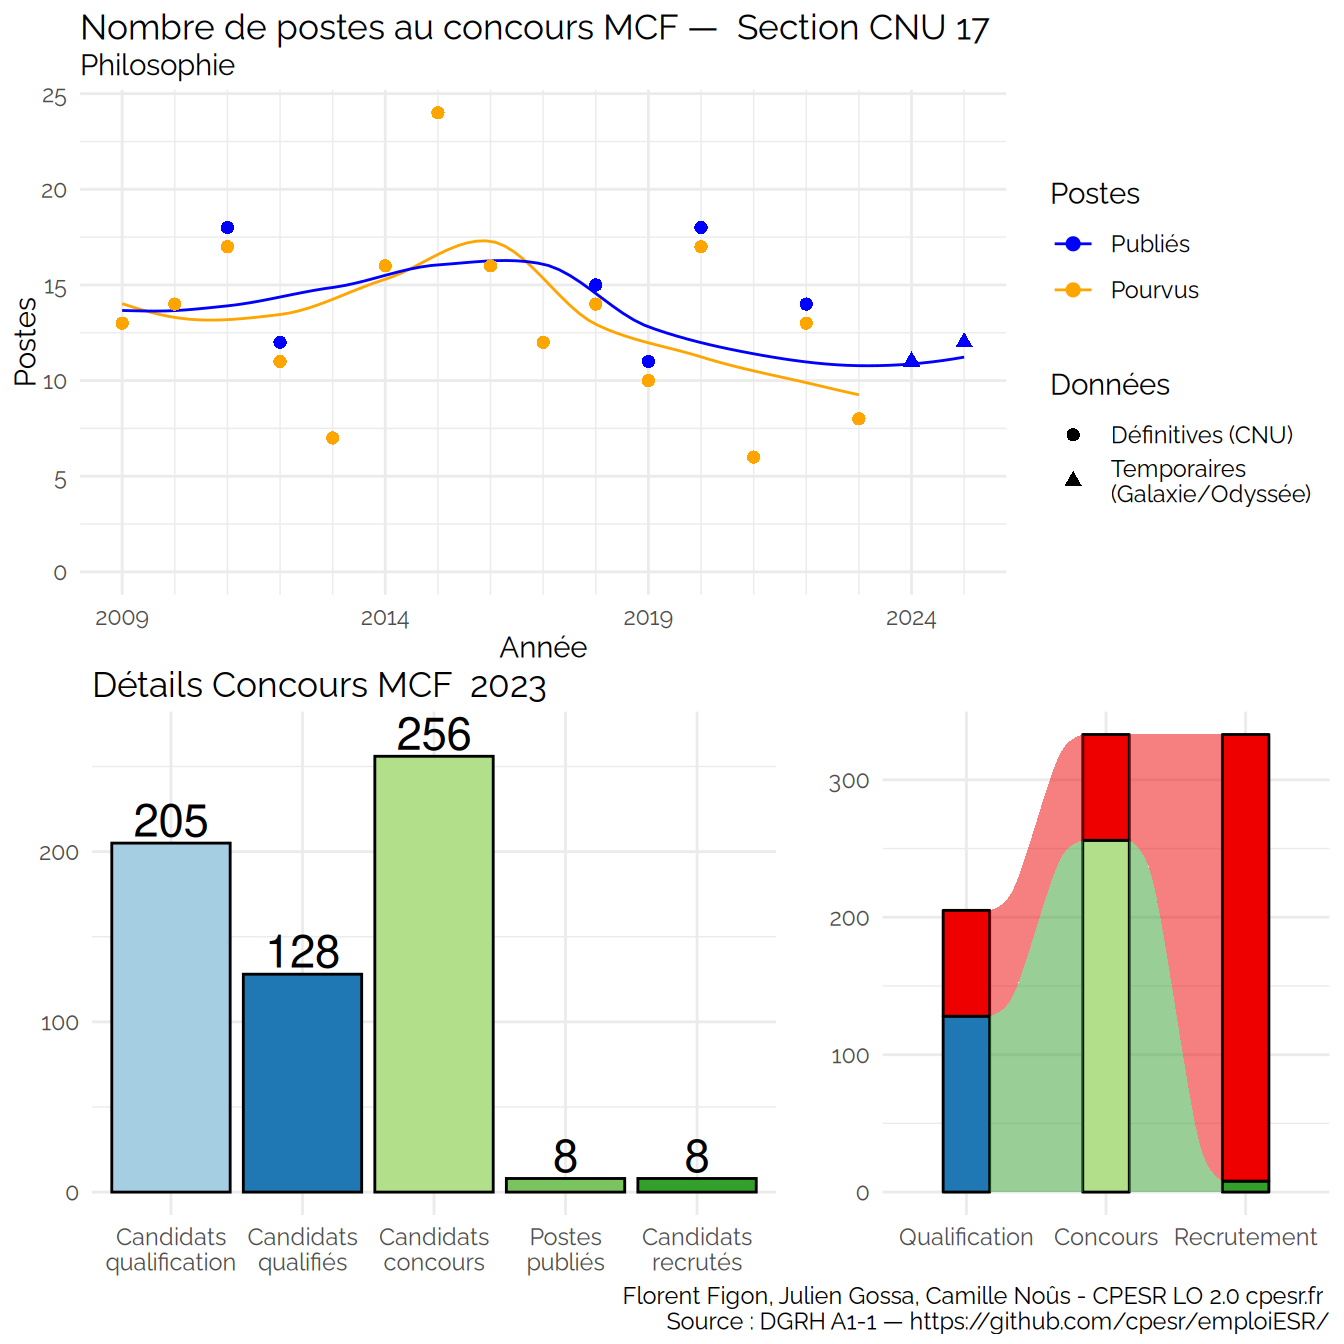 Nombre de postes au concours MCF — Section CNU 17
Philosophie
25
20
15
10
5
0
Postes
2009
2014
2019
2024
Année
Postes
Publiés
Pourvus
Données
Définitives (CNU)
Temporaires
(Galaxie/Odyssée)
Détails Concours MCF 2023
200
100
0
205
128
256
8
8
Candidats
qualification
Candidats
qualifiés
Candidats
concours
Postes
publiés
Candidats
recrutés
300
200
100
0
Qualification
Concours
Recrutement
Florent Figon, Julien Gossa, Camille Noûs - CPESR LO 2.0 cpesr.fr
Source : DGRH A1-1 — https://github.com/cpesr/emploiESR/